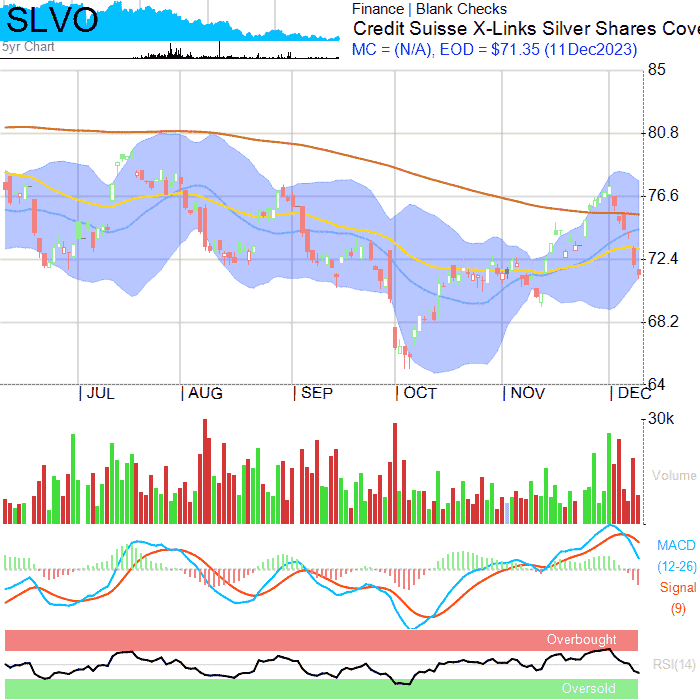 SLVO
Finance | Blank Checks
Credit Suisse X-Links Silver Shares Cove
5yr Chart
MC = (N/A), EOD = $71.35 (11Dec2023)
85
80.8
76.6
72.4
68.2
64
JUL AUG SEP OCT NOV DEC
30k
Volume
MACD
(12-26)
Signal
(9)
Overbought
RSI(14)
Oversold